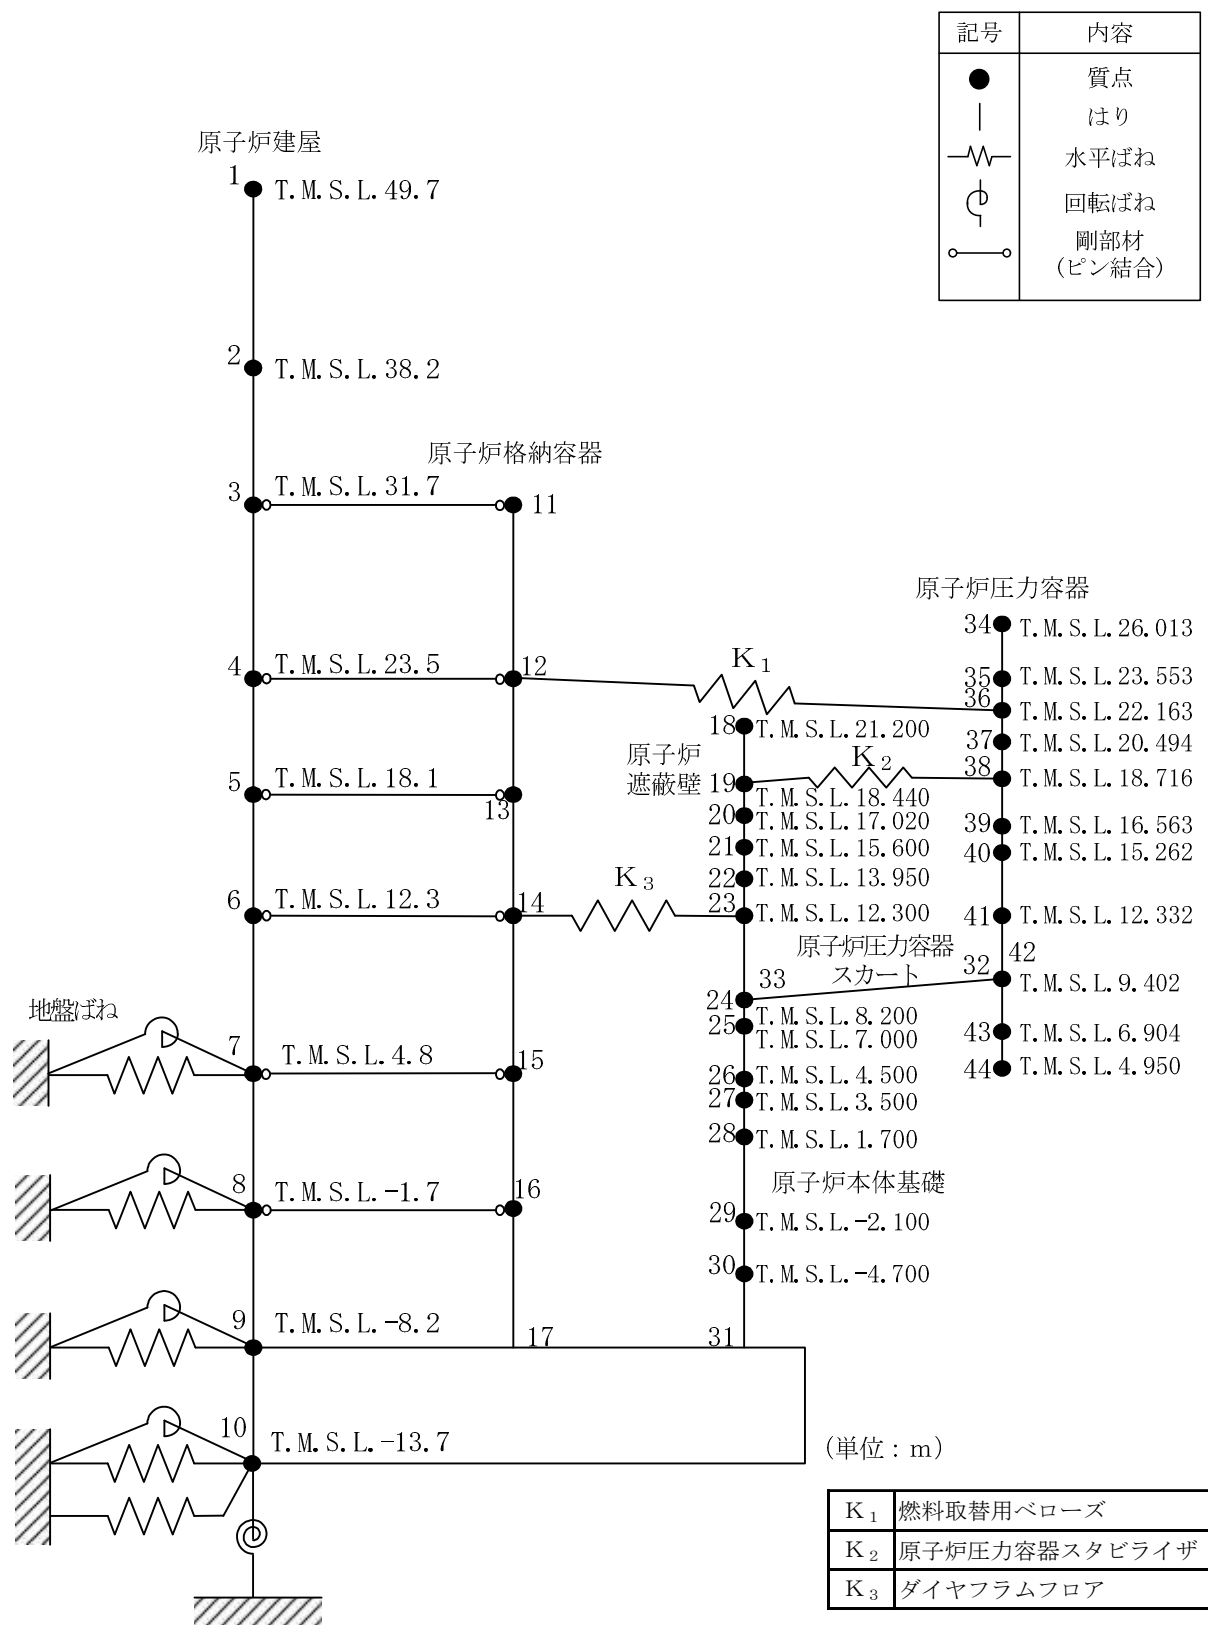 記号 内容
質点
はり
水平ばね
回転ばね
剛部材
(ピン結合)
原子炉建屋
1 T.M.S.L.49.7
2 T.M.S.L.38.2
原子炉格納容器
3 T.M.S.L.31.7 11
原子炉圧力容器
34 T.M.S.L.26.013
4 T.M.S.L.23.5 12 K1
35 T.M.S.L.23.553
36 T.M.S.L.22.163
18 T.M.S.L.21.200
37 T.M.S.L.20.494
原子炉
遮蔽壁
K2
38 T.M.S.L.18.716
5 T.M.S.L.18.1 13
19 T.M.S.L.18.440
20 T.M.S.L.17.020
39 T.M.S.L.16.563
21 T.M.S.L.15.600
40 T.M.S.L.15.262
22 T.M.S.L.13.950
K3
6 T.M.S.L.12.3 14
23 T.M.S.L.12.300
41 T.M.S.L.12.332
原子炉圧力容器
スカート
33
32 42 T.M.S.L.9.402
24 T.M.S.L.8.200
25 T.M.S.L.7.000
地盤ばね
43 T.M.S.L.6.904
7 T.M.S.L.4.8 15
26 T.M.S.L.4.500
44 T.M.S.L.4.950
27 T.M.S.L.3.500
28 T.M.S.L.1.700
原子炉本体基礎
8 T.M.S.L.-1.7 16
29 T.M.S.L.-2.100
30 T.M.S.L.-4.700
9 T.M.S.L.-8.2 17 31
10 T.M.S.L.-13.7
(単位:m)
K1 燃料取替用ベローズ
K2 原子炉圧力容器スタビライザ
K3 ダイヤフラムフロア